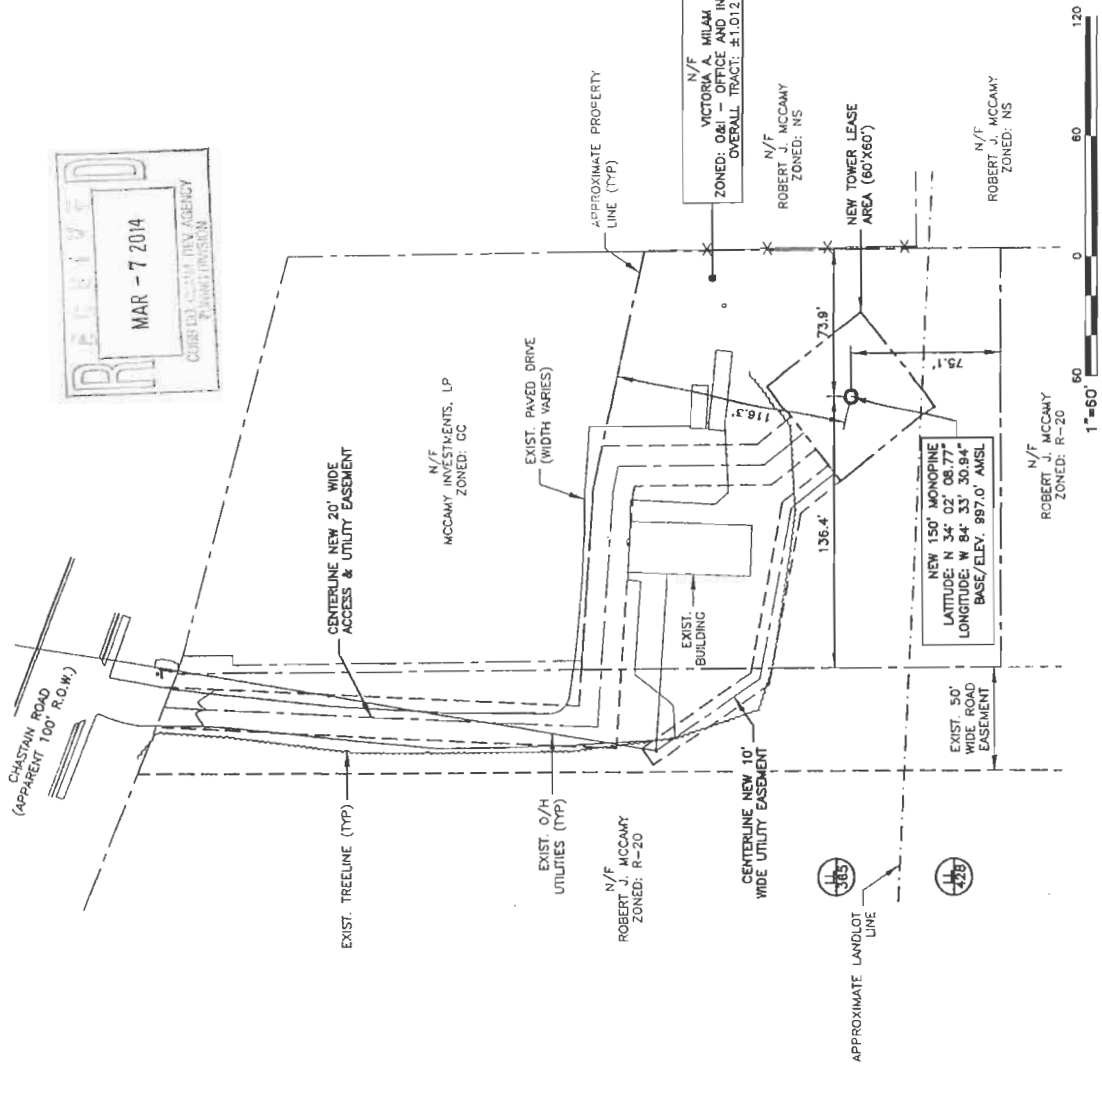 RECEIVED
MAR - 7 2014
COBB CO. COMM. DEV. AGENCY
ZONING DIVISION
CHASTAIN ROAD
(APPARENT 100' R.O.W.)
CENTERLINE NEW 20' WIDE
ACCESS & UTILITY EASEMENT
N/F
MCCAMY INVESTMENTS, LP
ZONED: GC
EXIST. PAVED DRIVE
(WIDTH VARIES)
APPROXIMATE PROPERTY
LINE (TYP)
N/F
VICTORIA A. MILAM
ZONED: O&I - OFFICE AND IN
OVERALL TRACT: ±1.012
N/F
ROBERT J. MCCAMY
ZONED: NS
NEW TOWER LEASE
AREA (60'X60')
N/F
ROBERT J. MCCAMY
ZONED: NS
73.9'
75.1'
116.3'
136.4'
EXIST.
BUILDING
NEW 150' MONOPINE
LATITUDE: N 34° 02' 08.77"
LONGITUDE: W 84° 33' 30.94"
BASE/ELEV. 997.0' AMSL
N/F
ROBERT J. MCCAMY
ZONED: R-20
EXIST. 50'
WIDE ROAD
EASEMENT
EXIST. TREELINE (TYP)
EXIST. O/H
UTILITIES (TYP)
N/F
ROBERT J. MCCAMY
ZONED: R-20
CENTERLINE NEW 10'
WIDE UTILITY EASEMENT
LL
365
LL
428
APPROXIMATE LANDLOT
LINE
60 0 60 120
1"=60'